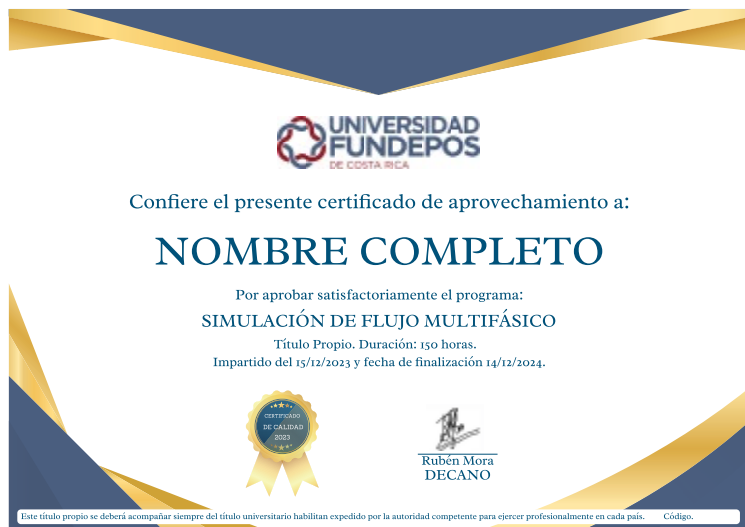 UNIVERSIDAD
FUNDEPOS
DE COSTA RICA
Confiere el presente certificado de aprovechamiento a:
NOMBRE COMPLETO
Por aprobar satisfactoriamente el programa:
SIMULACIÓN DE FLUJO MULTIFÁSICO
Título Propio. Duración: 150 horas.
Impartido del 15/12/2023 y fecha de finalización 14/12/2024.
CERTIFICADO
DE CALIDAD
2023
Rubén Mora
DECANO
Este título propio se deberá acompañar siempre del título universitario habilitan expedido por la autoridad competente para ejercer profesionalmente en cada país. Código.